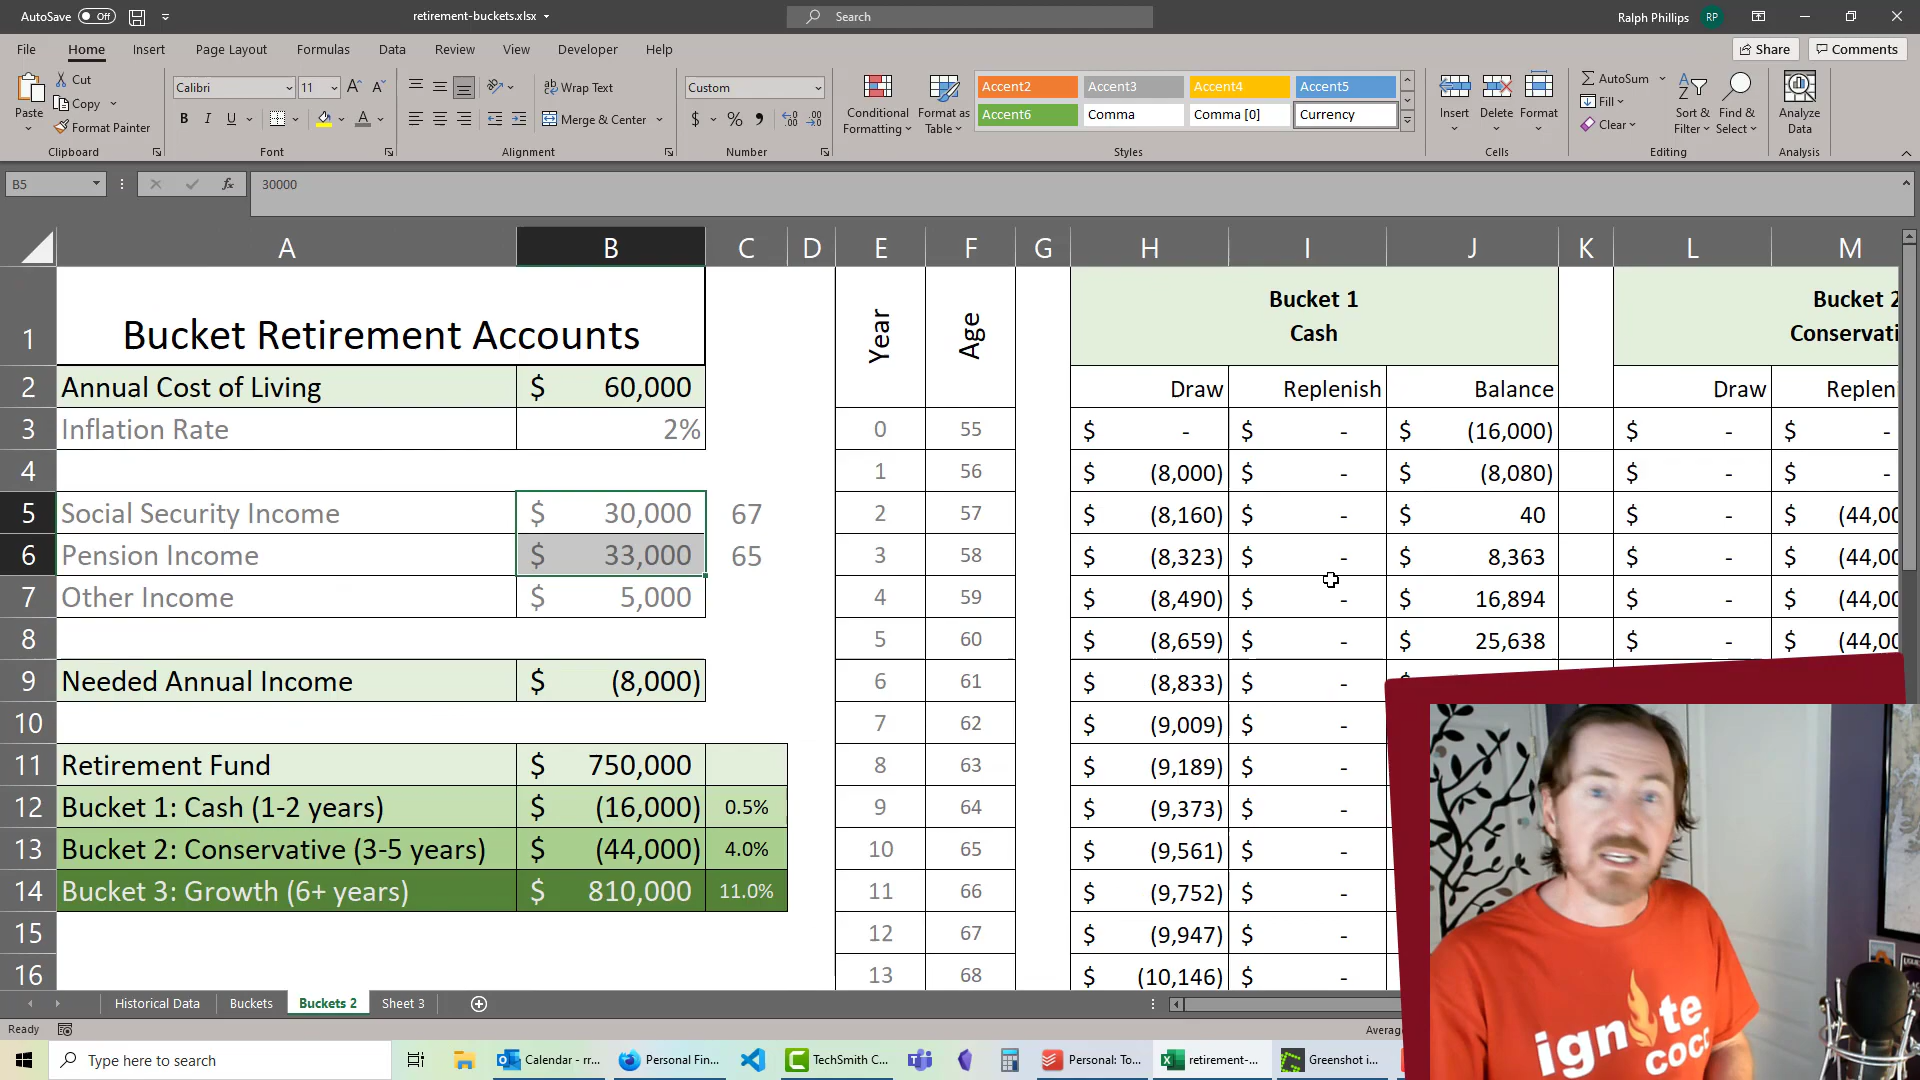 AutoSave Off retirement-buckets.xlsx Search Ralph Phillips RP
File Home Insert Page Layout Formulas Data Review View Developer Help Share Comments
Paste Cut Copy Format Painter Clipboard
Calibri 11 B I U A Font
Wrap Text Merge & Center Alignment
Custom $ % Number
Conditional Formatting Format as Table
Accent2 Accent3 Accent4 Accent5
Accent6 Comma Comma [0] Currency
Styles
Insert Delete Format Cells
AutoSum Fill Clear Sort & Filter Find & Select Editing
Analyze Data Analysis
B5 fx 30000
A B C D E F G H I J K L M
1 Bucket Retirement Accounts Year Age Bucket 1 Cash Bucket 2 Conservati
2 Annual Cost of Living $ 60,000 Draw Replenish Balance Draw Replen
3 Inflation Rate 2% 0 55 $ - $ - $ (16,000) $ - $ -
4 1 56 $ (8,000) $ - $ (8,080) $ - $ -
5 Social Security Income $ 30,000 67 2 57 $ (8,160) $ - $ 40 $ - $ (44,00
6 Pension Income $ 33,000 65 3 58 $ (8,323) $ - $ 8,363 $ - $ (44,00
7 Other Income $ 5,000 4 59 $ (8,490) $ - $ 16,894 $ - $ (44,00
8 5 60 $ (8,659) $ - $ 25,638 $ - $ (44,00
9 Needed Annual Income $ (8,000) 6 61 $ (8,833) $ -
10 7 62 $ (9,009) $ -
11 Retirement Fund $ 750,000 8 63 $ (9,189) $ -
12 Bucket 1: Cash (1-2 years) $ (16,000) 0.5% 9 64 $ (9,373) $ -
13 Bucket 2: Conservative (3-5 years) $ (44,000) 4.0% 10 65 $ (9,561) $ -
14 Bucket 3: Growth (6+ years) $ 810,000 11.0% 11 66 $ (9,752) $ -
15 12 67 $ (9,947) $ -
16 13 68 $ (10,146) $ -
Historical Data Buckets Buckets 2 Sheet 3
Ready Average
Type here to search Calendar - rr... Personal Fin... TechSmith C... Personal: To... retirement-... Greenshot i...
ignite
coco